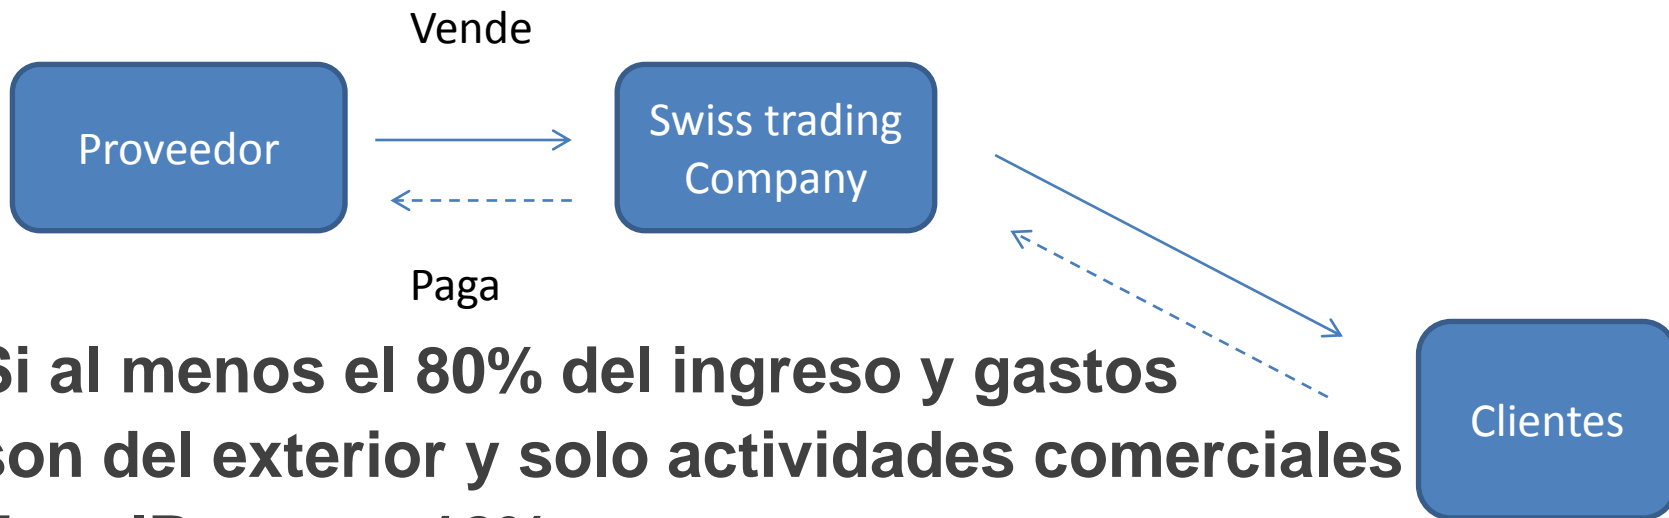 Vende
Proveedor
Swiss trading
Company
Paga
Si al menos el 80% del ingreso y gastos
son del exterior y solo actividades comerciales
Clientes